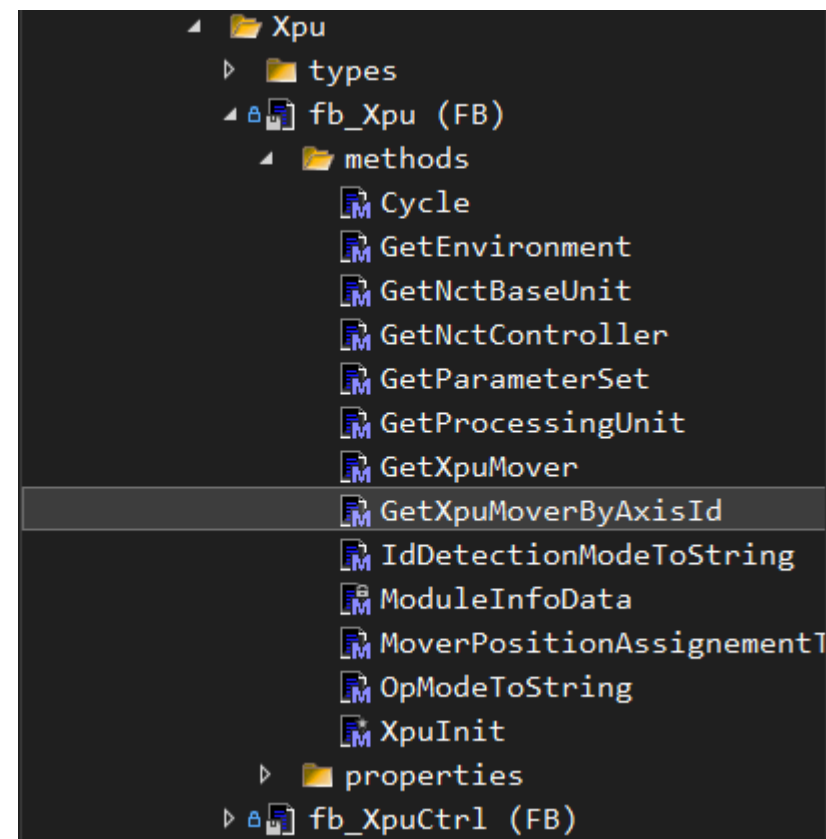 Xpu
types
fb_Xpu (FB)
methods
Cycle
GetEnvironment
GetNctBaseUnit
GetNctController
GetParameterSet
GetProcessingUnit
GetXpuMover
GetXpuMoverByAxisId
IdDetectionModeToString
ModuleInfoData
MoverPositionAssignementT
OpModeToString
XpuInit
properties
fb_XpuCtrl (FB)